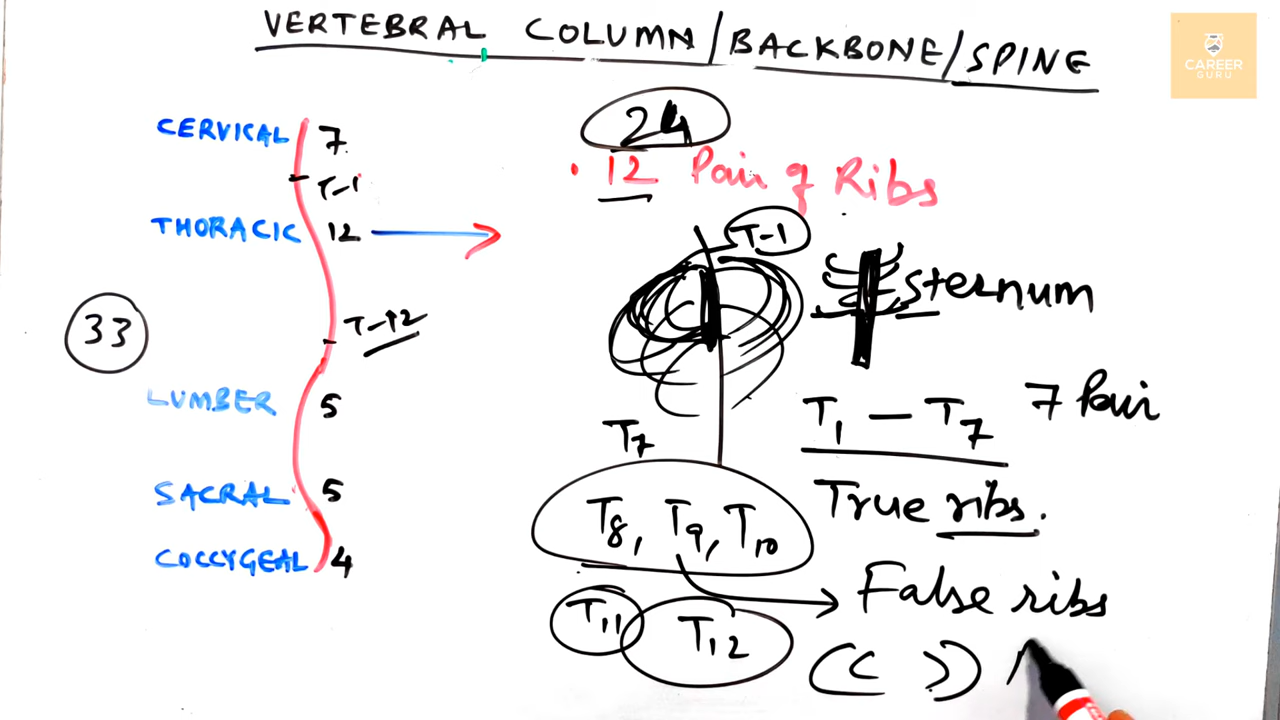 VERTEBRAL COLUMN/BACKBONE/SPINE
CAREER
GURU
CERVICAL 7
T-1
THORACIC 12
T-12
33
LUMBER 5
SACRAL 5
COCCYGEAL 4
24
• 12 Pair of Ribs
T-1
sternum
T7
T1 — T7 7 Pair
True ribs.
T8, T9, T10
False ribs
T11 T12